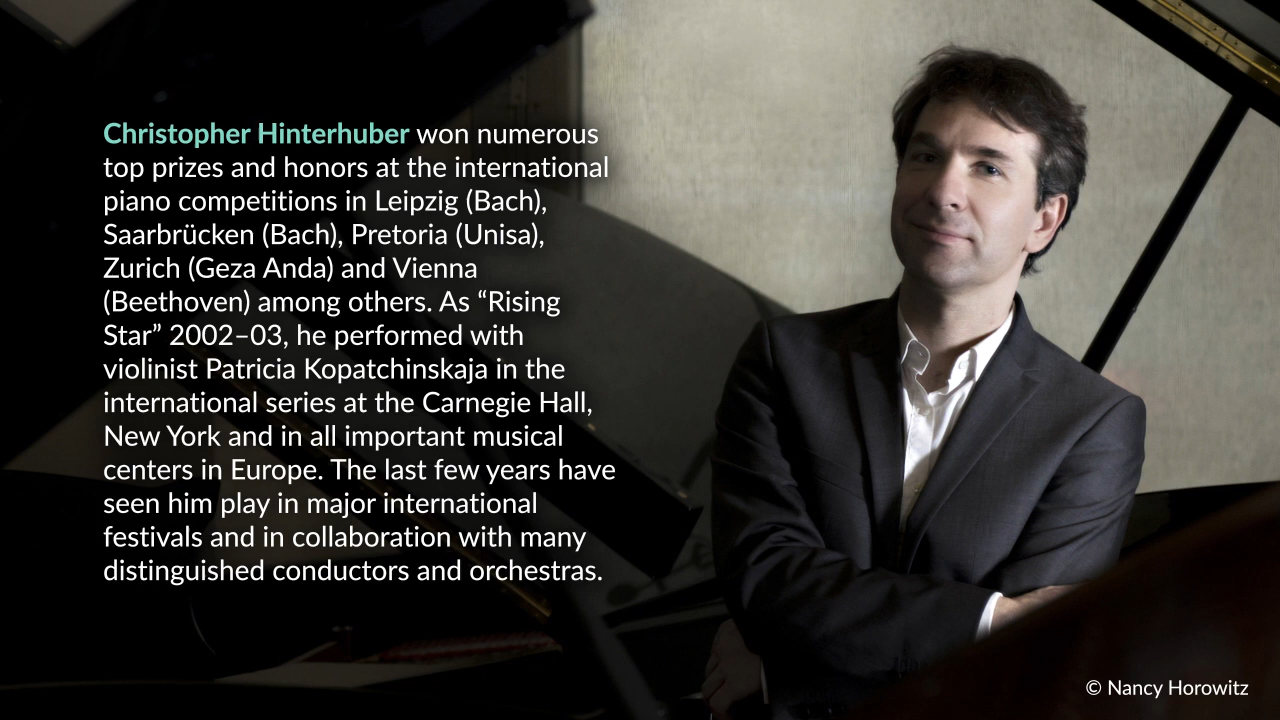 Christopher Hinterhuber won numerous
top prizes and honors at the international
piano competitions in Leipzig (Bach),
Saarbrücken (Bach), Pretoria (Unisa),
Zurich (Geza Anda) and Vienna
(Beethoven) among others. As “Rising
Star” 2002–03, he performed with
violinist Patricia Kopatchinskaja in the
international series at the Carnegie Hall,
New York and in all important musical
centers in Europe. The last few years have
seen him play in major international
festivals and in collaboration with many
distinguished conductors and orchestras.
© Nancy Horowitz